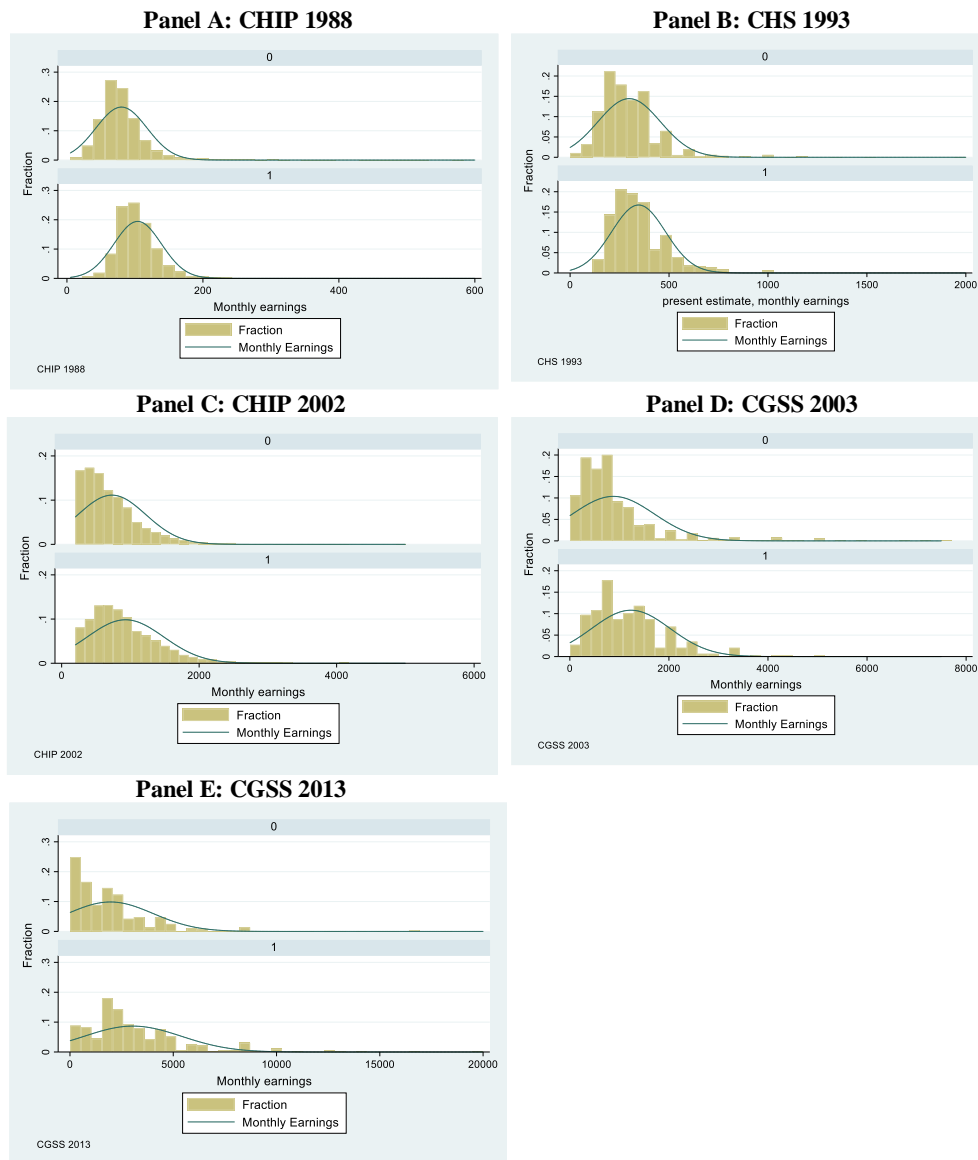 Panel A: CHIP 1988
0
Fraction
0 .1 .2 .3
1
0 .1 .2 .3
0 200 400 600
Monthly earnings
Fraction
Monthly Earnings
CHIP 1988
Panel B: CHS 1993
0
Fraction
0 .05 .1 .15 .2
1
0 .05 .1 .15 .2
0 500 1000 1500 2000
present estimate, monthly earnings
Fraction
Monthly Earnings
CHS 1993
Panel C: CHIP 2002
0
Fraction
0 .1 .2
1
0 .1 .2
0 2000 4000 6000
Monthly earnings
Fraction
Monthly Earnings
CHIP 2002
Panel D: CGSS 2003
0
Fraction
0 .05 .1 .15 .2
1
0 .05 .1 .15 .2
0 2000 4000 6000 8000
Monthly earnings
Fraction
Monthly Earnings
CGSS 2003
Panel E: CGSS 2013
0
Fraction
0 .1 .2 .3
1
0 .1 .2 .3
0 5000 10000 15000 20000
Monthly earnings
Fraction
Monthly Earnings
CGSS 2013